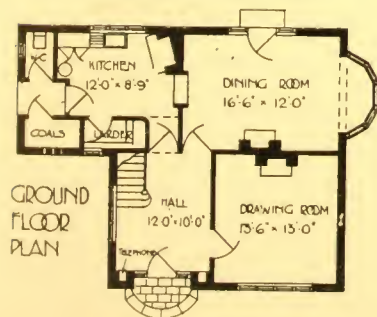 W.C.
KITCHEN
12'·0" × 8'·9"
DINING ROOM
16'·6" × 12'·0"
COALS
LARDER
GROUND
FLOOR
PLAN
HALL
12'·0" × 10'·0"
DRAWING ROOM
13'·6" × 13'·0"
TELEPHONE